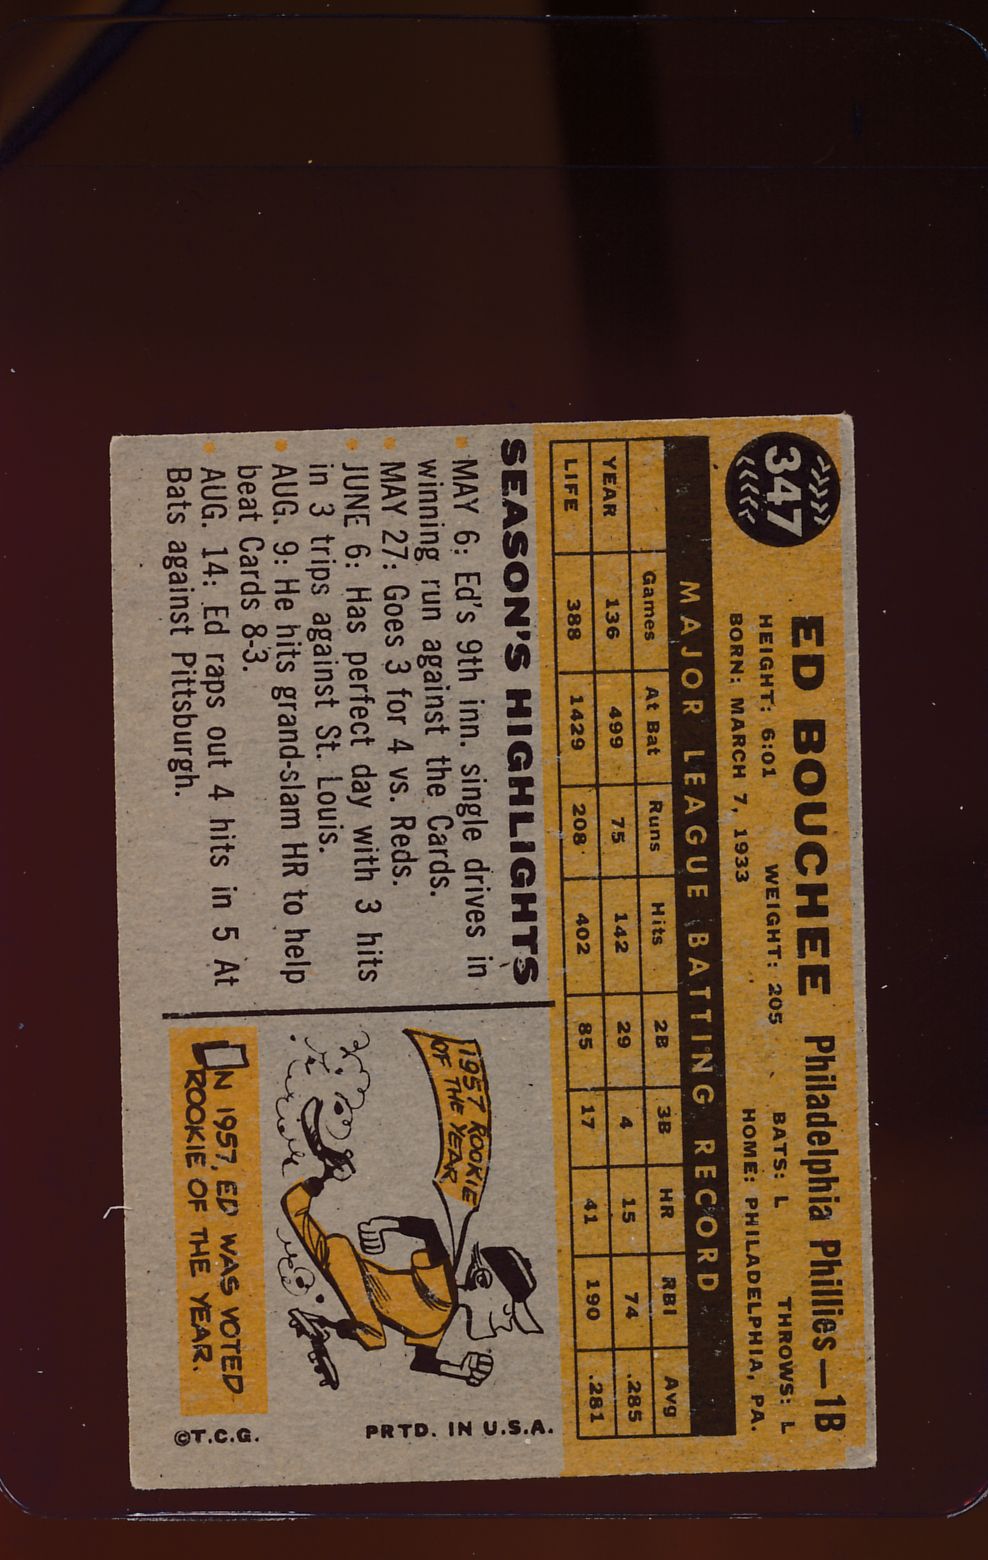 347
ED BOUCHEE Philadelphia Phillies—1B
HEIGHT: 6:01 WEIGHT: 205 BATS: L THROWS: L
BORN: MARCH 7, 1933 HOME: PHILADELPHIA, PA.
MAJOR LEAGUE BATTING RECORD
Games At Bat Runs Hits 2B 3B HR RBI Avg
YEAR 136 499 75 142 29 4 15 74 .285
LIFE 388 1429 208 402 85 17 41 190 .281
SEASON'S HIGHLIGHTS
MAY 6: Ed's 9th inn. single drives in
winning run against the Cards.
MAY 27: Goes 3 for 4 vs. Reds.
JUNE 6: Has perfect day with 3 hits
in 3 trips against St. Louis.
AUG. 9: He hits grand-slam HR to help
beat Cards 8-3.
AUG. 14: Ed raps out 4 hits in 5 At
Bats against Pittsburgh.
1957 ROOKIE
OF THE YEAR
IN 1957, ED WAS VOTED
ROOKIE OF THE YEAR.
PRTD. IN U.S.A.
©T.C.G.